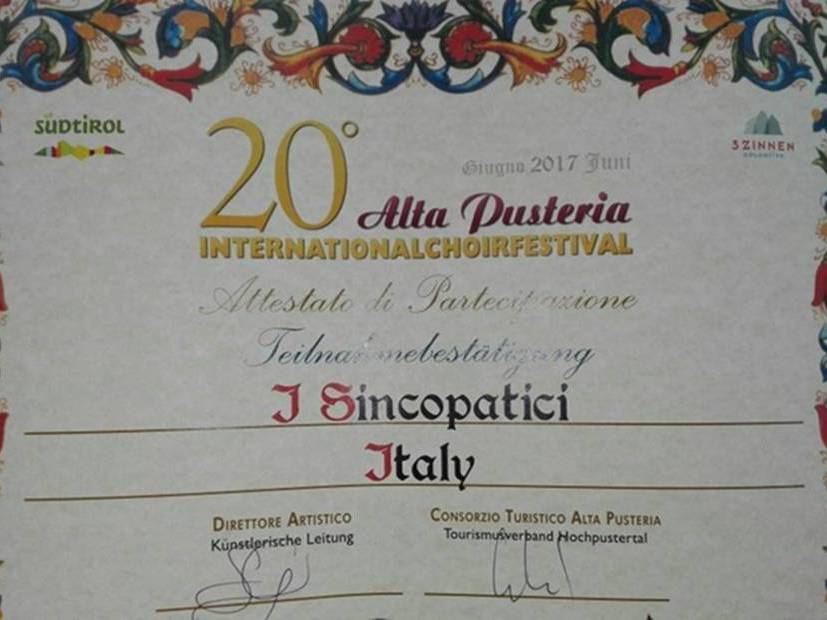 SÜDTIROL
3 ZINNEN
DOLOMITES
20°
Giugno 2017 Juni
Alta Pusteria
INTERNATIONALCHOIRFESTIVAL
Attestato di Partecipazione
Teilnahmebestätigung
I Sincopatici
Italy
DIRETTORE ARTISTICO
Künstlerische Leitung
CONSORZIO TURISTICO ALTA PUSTERIA
Tourismusverband Hochpustertal